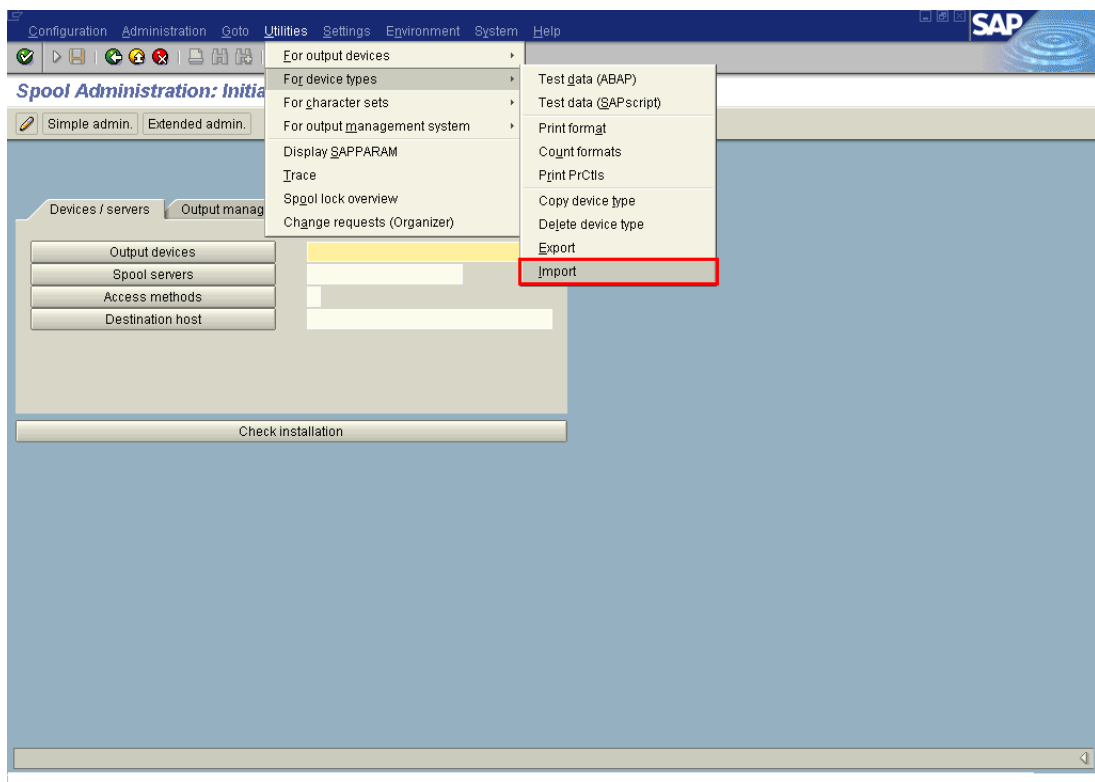 Configuration Administration Goto Utilities Settings Environment System Help
SAP
For output devices
For device types
For character sets
For output management system
Display SAPPARAM
Trace
Spool lock overview
Change requests (Organizer)
Test data (ABAP)
Test data (SAPscript)
Print format
Count formats
Print PrCtls
Copy device type
Delete device type
Export
Import
Spool Administration: Initia
Simple admin. Extended admin.
Devices / servers Output manag
Output devices
Spool servers
Access methods
Destination host
Check installation